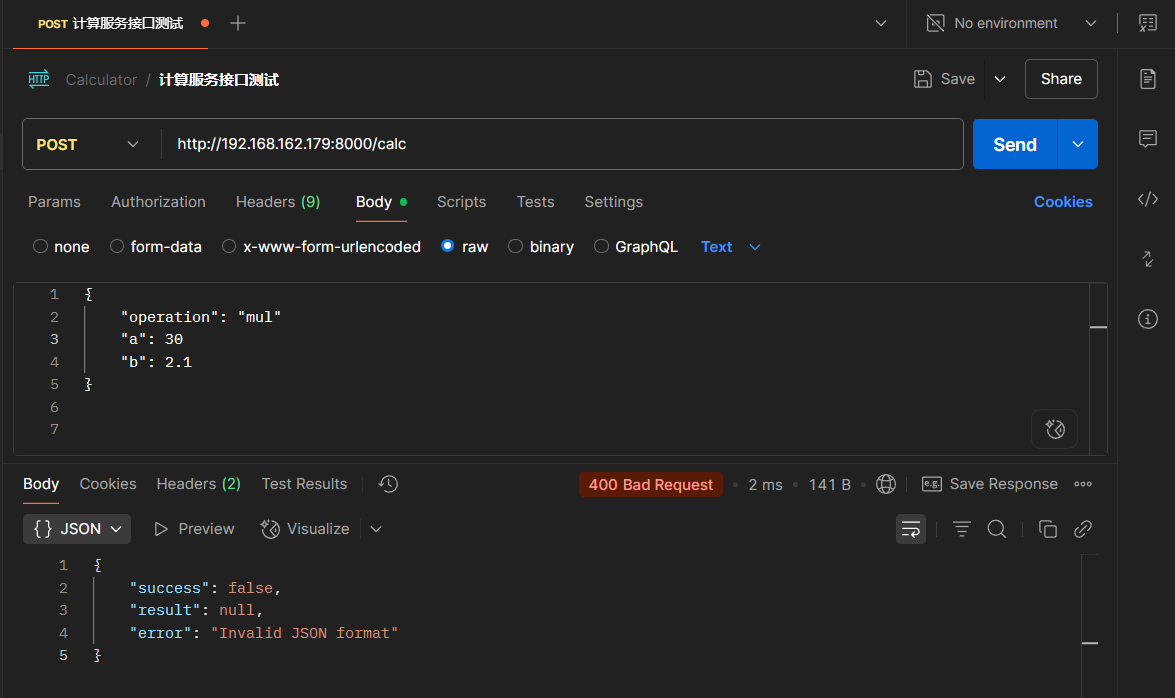 POST 计算服务接口测试
No environment
HTTP Calculator / 计算服务接口测试
Save
Share
POST
http://192.168.162.179:8000/calc
Send
Params Authorization Headers (9) Body Scripts Tests Settings
Cookies
none form-data x-www-form-urlencoded raw binary GraphQL Text
1 {
2 "operation": "mul"
3 "a": 30
4 "b": 2.1
5 }
6
7
Body Cookies Headers (2) Test Results
400 Bad Request • 2 ms • 141 B •
e.g. Save Response
{} JSON Preview Visualize
1 {
2 "success": false,
3 "result": null,
4 "error": "Invalid JSON format"
5 }